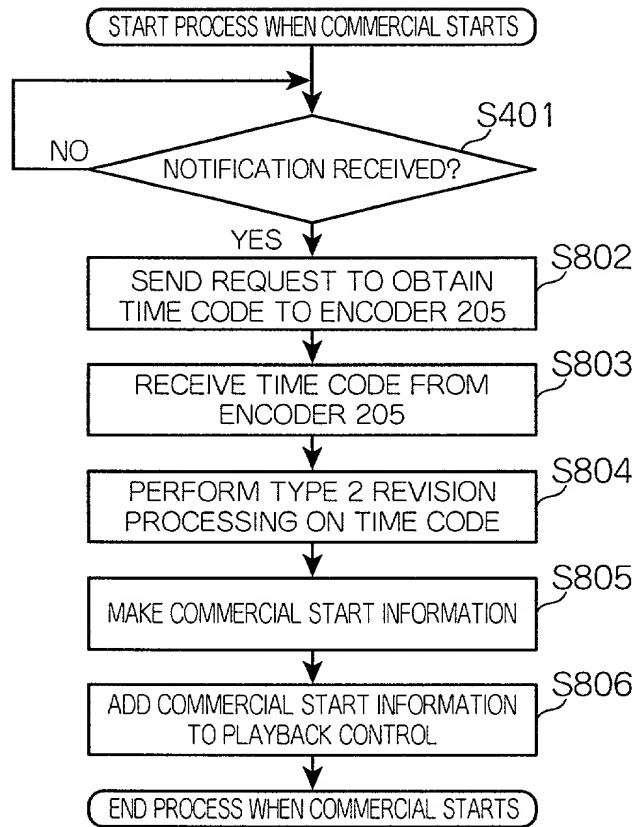 START PROCESS WHEN COMMERCIAL STARTS
S401
NO
NOTIFICATION RECEIVED?
YES
S802
SEND REQUEST TO OBTAIN
TIME CODE TO ENCODER 205
S803
RECEIVE TIME CODE FROM
ENCODER 205
S804
PERFORM TYPE 2 REVISION
PROCESSING ON TIME CODE
S805
MAKE COMMERCIAL START INFORMATION
S806
ADD COMMERCIAL START INFORMATION
TO PLAYBACK CONTROL
END PROCESS WHEN COMMERCIAL STARTS